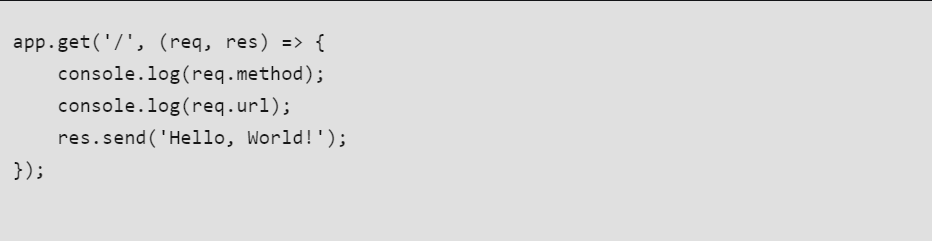 app.get('/', (req, res) => {
    console.log(req.method);
    console.log(req.url);
    res.send('Hello, World!');
});